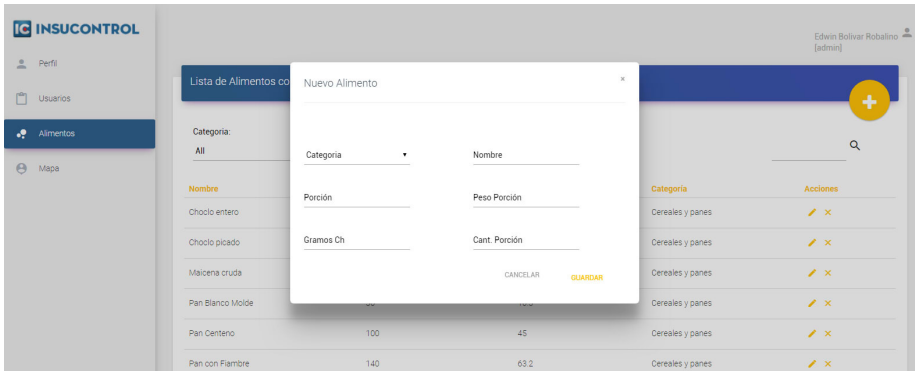 IC INSUCONTROL
Edwin Bolivar Robalino
[admin]
Perfil
Usuarios
Alimentos
Mapa
Lista de Alimentos co
Nuevo Alimento
×
Categoria:
All
Categoria
Nombre
Porción
Peso Porción
Gramos Ch
Cant. Porción
CANCELAR
GUARDAR
Nombre
Categoría
Acciones
Choclo entero
Cereales y panes
Choclo picado
Cereales y panes
Maicena cruda
Cereales y panes
Pan Blanco Molde
Cereales y panes
Pan Centeno
100
45
Cereales y panes
Pan con Fiambre
140
63.2
Cereales y panes